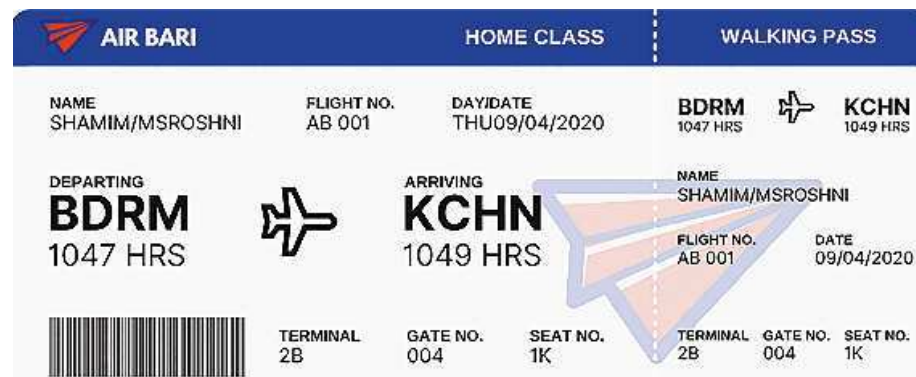 AIR BARI HOME CLASS WALKING PASS
NAME FLIGHT NO. DAY/DATE
SHAMIM/MSROSHNI AB 001 THU09/04/2020
DEPARTING ARRIVING
BDRM KCHN
1047 HRS 1049 HRS
TERMINAL GATE NO. SEAT NO.
2B 004 1K
BDRM KCHN
1047 HRS 1049 HRS
NAME
SHAMIM/MSROSHNI
FLIGHT NO. DATE
AB 001 09/04/2020
TERMINAL GATE NO. SEAT NO.
2B 004 1K